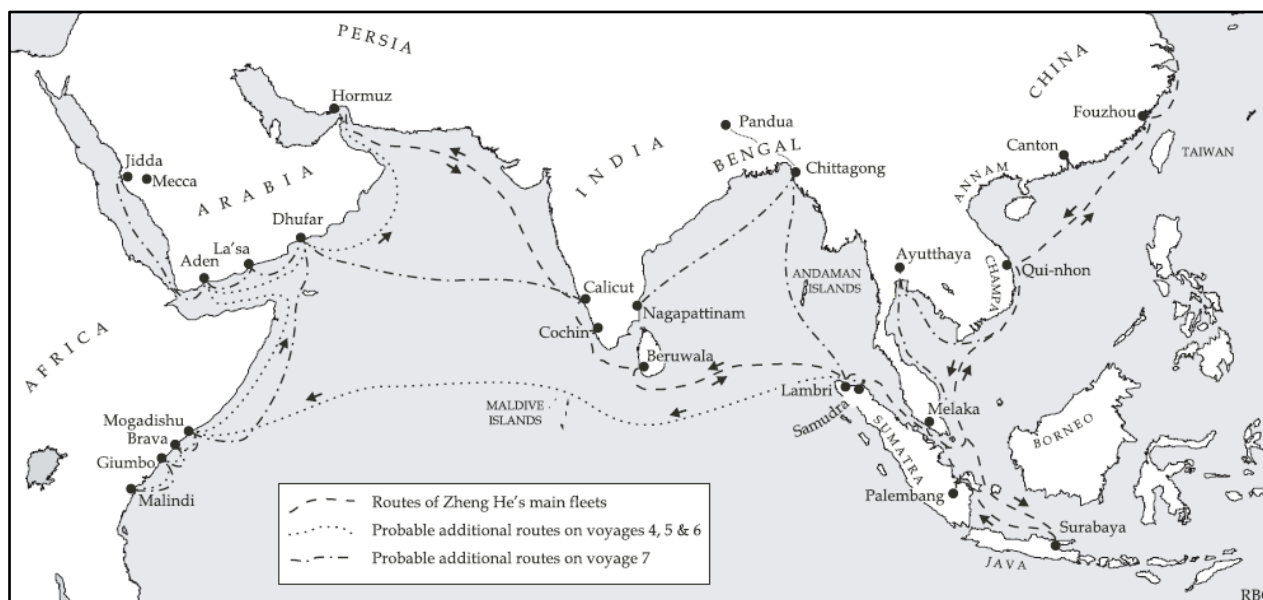 PERSIA
CHINA
Hormuz
Fouzhou
Pandua
INDIA
BENGAL
Canton
TAIWAN
Jidda
Mecca
Chittagong
ANNAM
ARABIA
Dhufar
La'sa
Aden
Ayutthaya
Qui-nhon
CHAMPA
ANDAMAN
ISLANDS
Calicut
Nagapattinam
Cochin
AFRICA
Beruwala
Lambri
Samudra
Melaka
MALDIVE
ISLANDS
Mogadishu
Brava
SUMATRA
BORNEO
Giumbo
Malindi
Palembang
Surabaya
JAVA
Routes of Zheng He's main fleets
Probable additional routes on voyages 4, 5 & 6
Probable additional routes on voyage 7